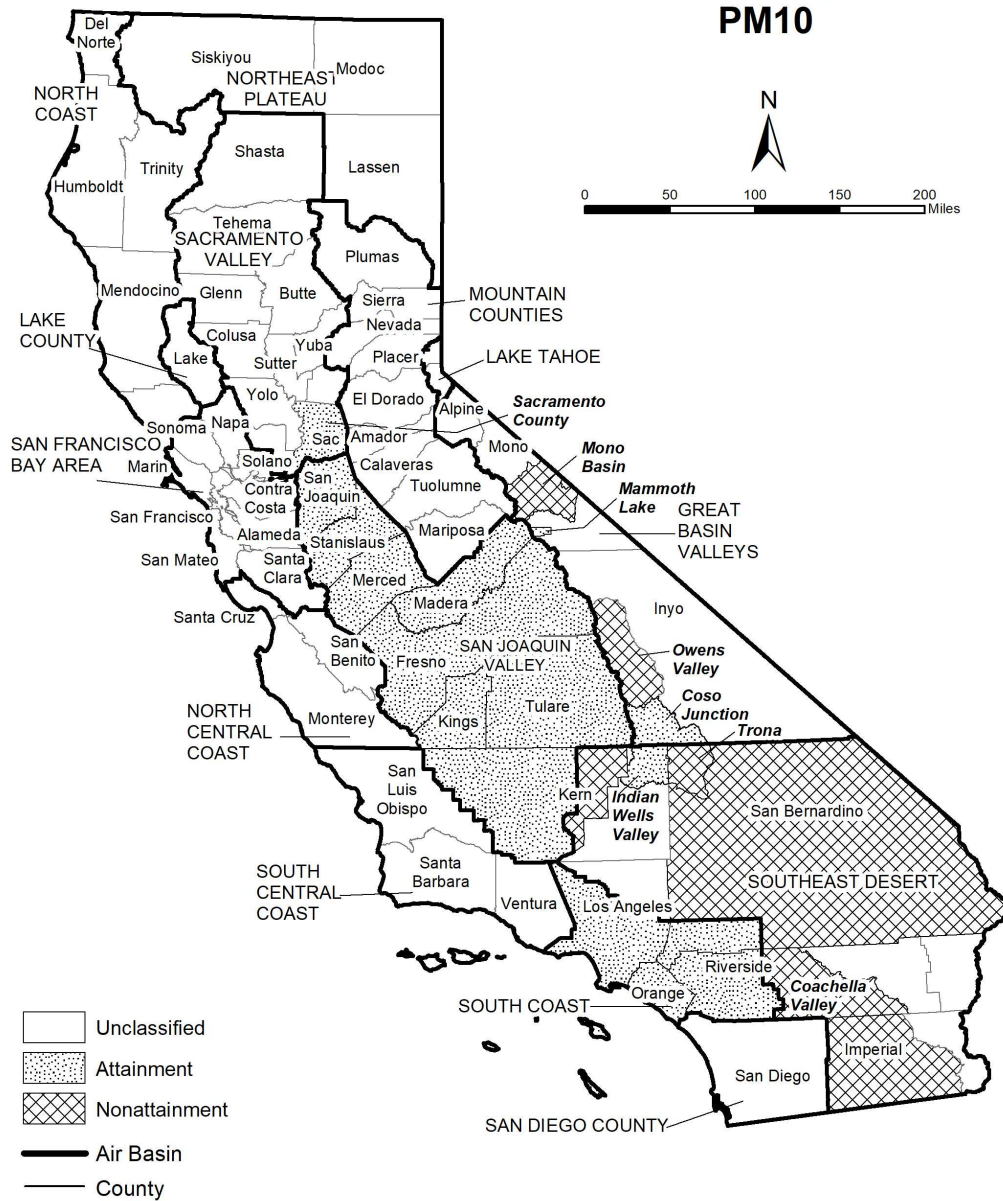 PM10
N
0 50 100 150 200
Miles
Del
Norte
Siskiyou
Modoc
NORTHEAST
PLATEAU
NORTH
COAST
Shasta
Lassen
Trinity
Humboldt
Tehema
SACRAMENTO
VALLEY
Plumas
Mendocino
Glenn
Butte
Sierra
MOUNTAIN
COUNTIES
Nevada
LAKE
COUNTY
Colusa
Yuba
Lake
Sutter
Placer
LAKE TAHOE
Yolo
El Dorado
Alpine
Sacramento
County
Sonoma
Napa
Sac
Amador
Mono
Mono
Basin
SAN FRANCISCO
BAY AREA
Marin
Solano
Calaveras
San
Joaquin
Tuolumne
Mammoth
Lake
Contra
Costa
San Francisco
GREAT
BASIN
VALLEYS
Alameda
Stanislaus
Mariposa
San Mateo
Santa
Clara
Merced
Madera
Inyo
Santa Cruz
San
Benito
Fresno
SAN JOAQUIN
VALLEY
Owens
Valley
Coso
Junction
NORTH
CENTRAL
COAST
Monterey
Kings
Tulare
Trona
San
Luis
Obispo
Kern
Indian
Wells
Valley
San Bernardino
SOUTH
CENTRAL
COAST
Santa
Barbara
Ventura
Los Angeles
SOUTHEAST DESERT
Riverside
Coachella
Valley
Orange
SOUTH COAST
Imperial
San Diego
SAN DIEGO COUNTY
Unclassified
Attainment
Nonattainment
Air Basin
County